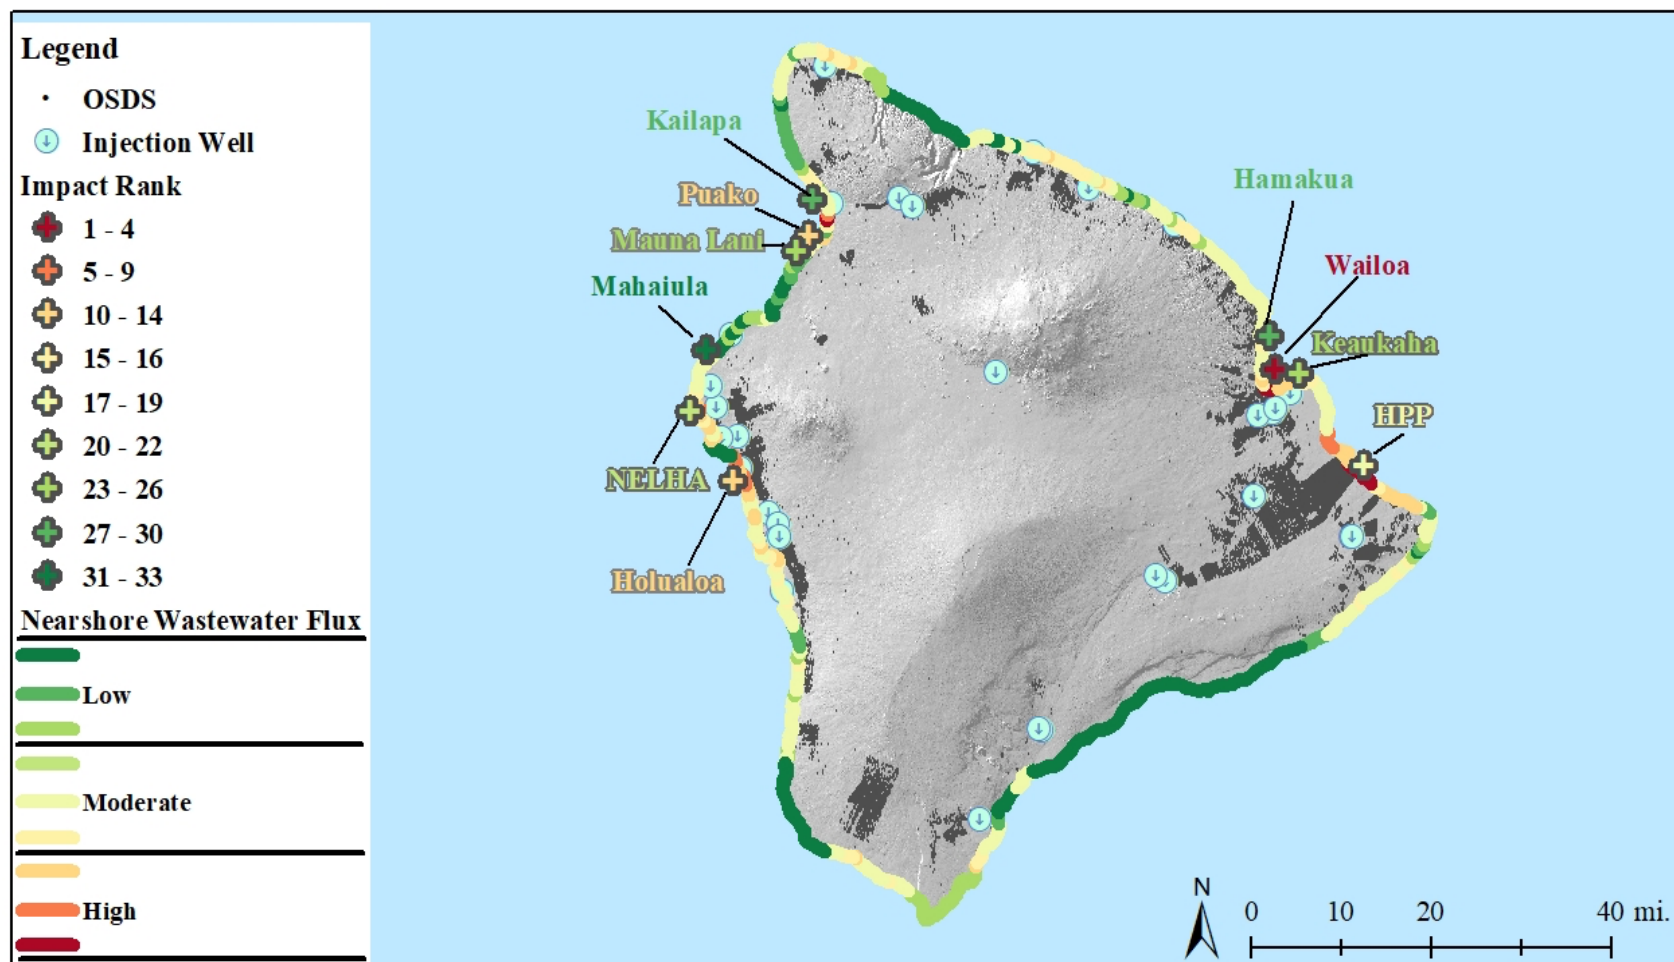 Legend
OSDS
Injection Well
Impact Rank
1 - 4
5 - 9
10 - 14
15 - 16
17 - 19
20 - 22
23 - 26
27 - 30
31 - 33
Nearshore Wastewater Flux
Low
Moderate
High
Kailapa
Puako
Mauna Lani
Mahaiula
NELHA
Holualoa
Hamakua
Wailoa
Keaukaha
HPP
N
0 10 20 40 mi.